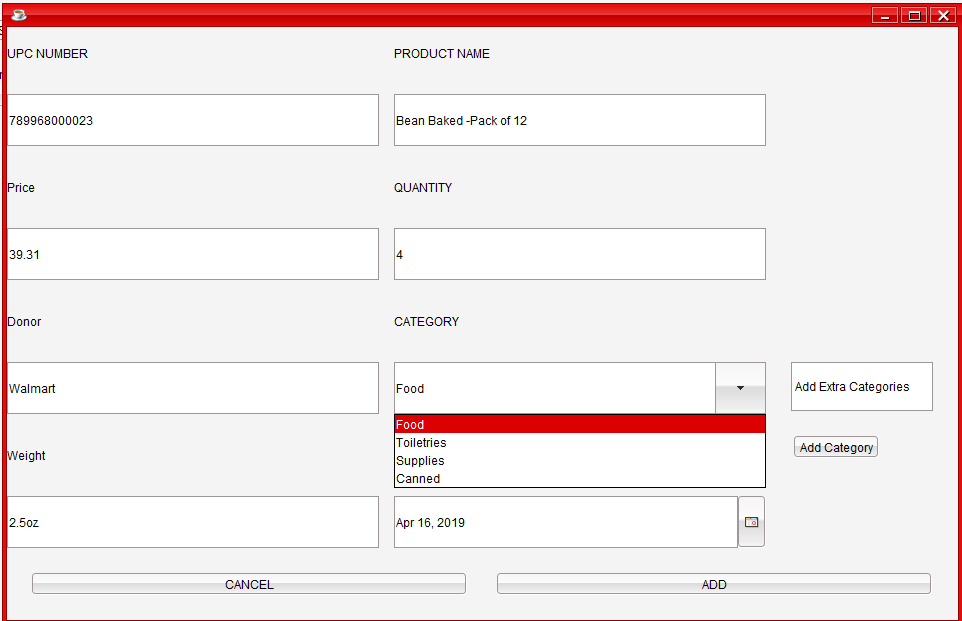 UPC NUMBER
PRODUCT NAME
789968000023
Bean Baked -Pack of 12
Price
QUANTITY
39.31
4
Donor
CATEGORY
Walmart
Food
Add Extra Categories
Food
Toiletries
Supplies
Canned
Weight
Add Category
2.5oz
Apr 16, 2019
CANCEL
ADD